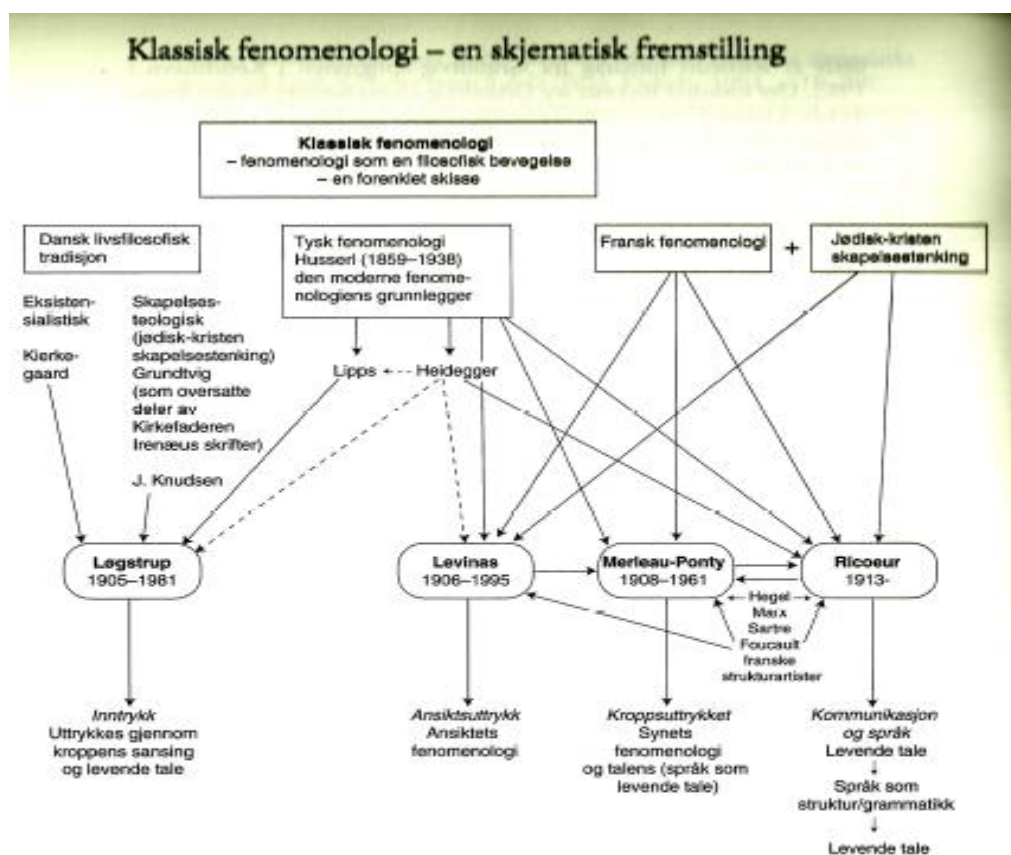 Klassisk fenomenologi – en skjematisk fremstilling
Klassisk fenomenologi
– fenomenologi som en filosofisk bevegelse
– en forenklet skisse
Dansk livsfilosofisk
tradisjon
Tysk fenomenologi
Husserl (1859–1938)
den moderne fenome-
nologiens grunnlegger
Fransk fenomenologi
+
Jødisk-kristen
skapelsestenking
Eksisten-
sialistisk
Kierke-
gaard
Skapelses-
teologisk
(jødisk-kristen
skapelsestenking)
Grundtvig
(som oversatte
deler av
Kirkefaderen
Irenæus skrifter)
J. Knudsen
Lipps
Heidegger
Løgstrup
1905–1981
Levinas
1906–1995
Merleau-Ponty
1908–1961
Ricoeur
1913-
Hegel
Marx
Sartre
Foucault
franske
strukturartister
Inntrykk
Uttrykkes gjennom
kroppens sansing
og levende tale
Ansiktsuttrykk
Ansiktets
fenomenologi
Kroppsuttrykket
Synets
fenomenologi
og talens (språk som
levende tale)
Kommunikasjon
og språk
Levende tale
Språk som
struktur/grammatikk
Levende tale